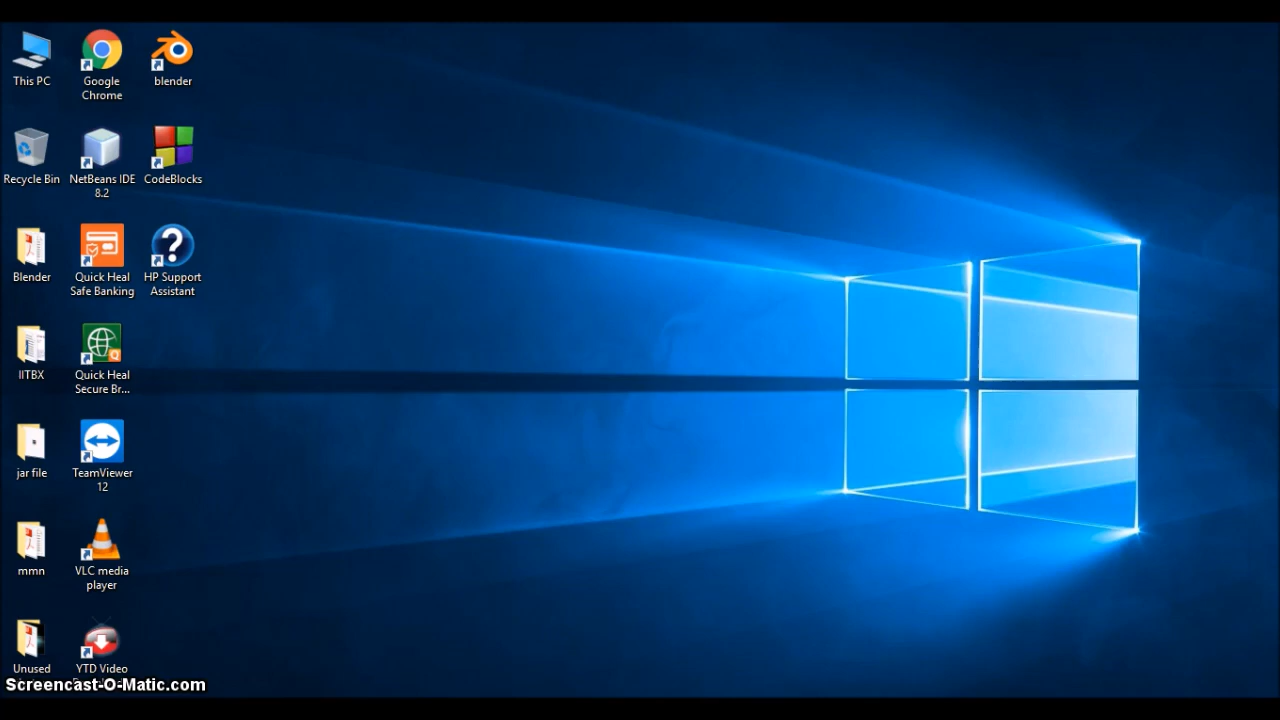 This PC
Google
Chrome
blender
Recycle Bin
NetBeans IDE
8.2
CodeBlocks
Blender
Quick Heal
Safe Banking
HP Support
Assistant
IITBX
Quick Heal
Secure Br...
jar file
TeamViewer
12
mmn
VLC media
player
Unused
YTD Video
Screencast-O-Matic.com